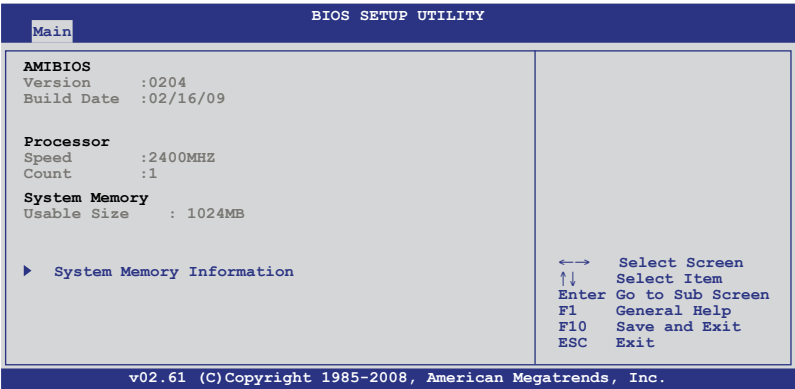 BIOS SETUP UTILITY
Main
AMIBIOS
Version :0204
Build Date :02/16/09
Processor
Speed :2400MHZ
Count :1
System Memory
Usable Size : 1024MB
System Memory Information
←→ Select Screen
↑↓ Select Item
Enter Go to Sub Screen
F1 General Help
F10 Save and Exit
ESC Exit
v02.61 (C)Copyright 1985-2008, American Megatrends, Inc.